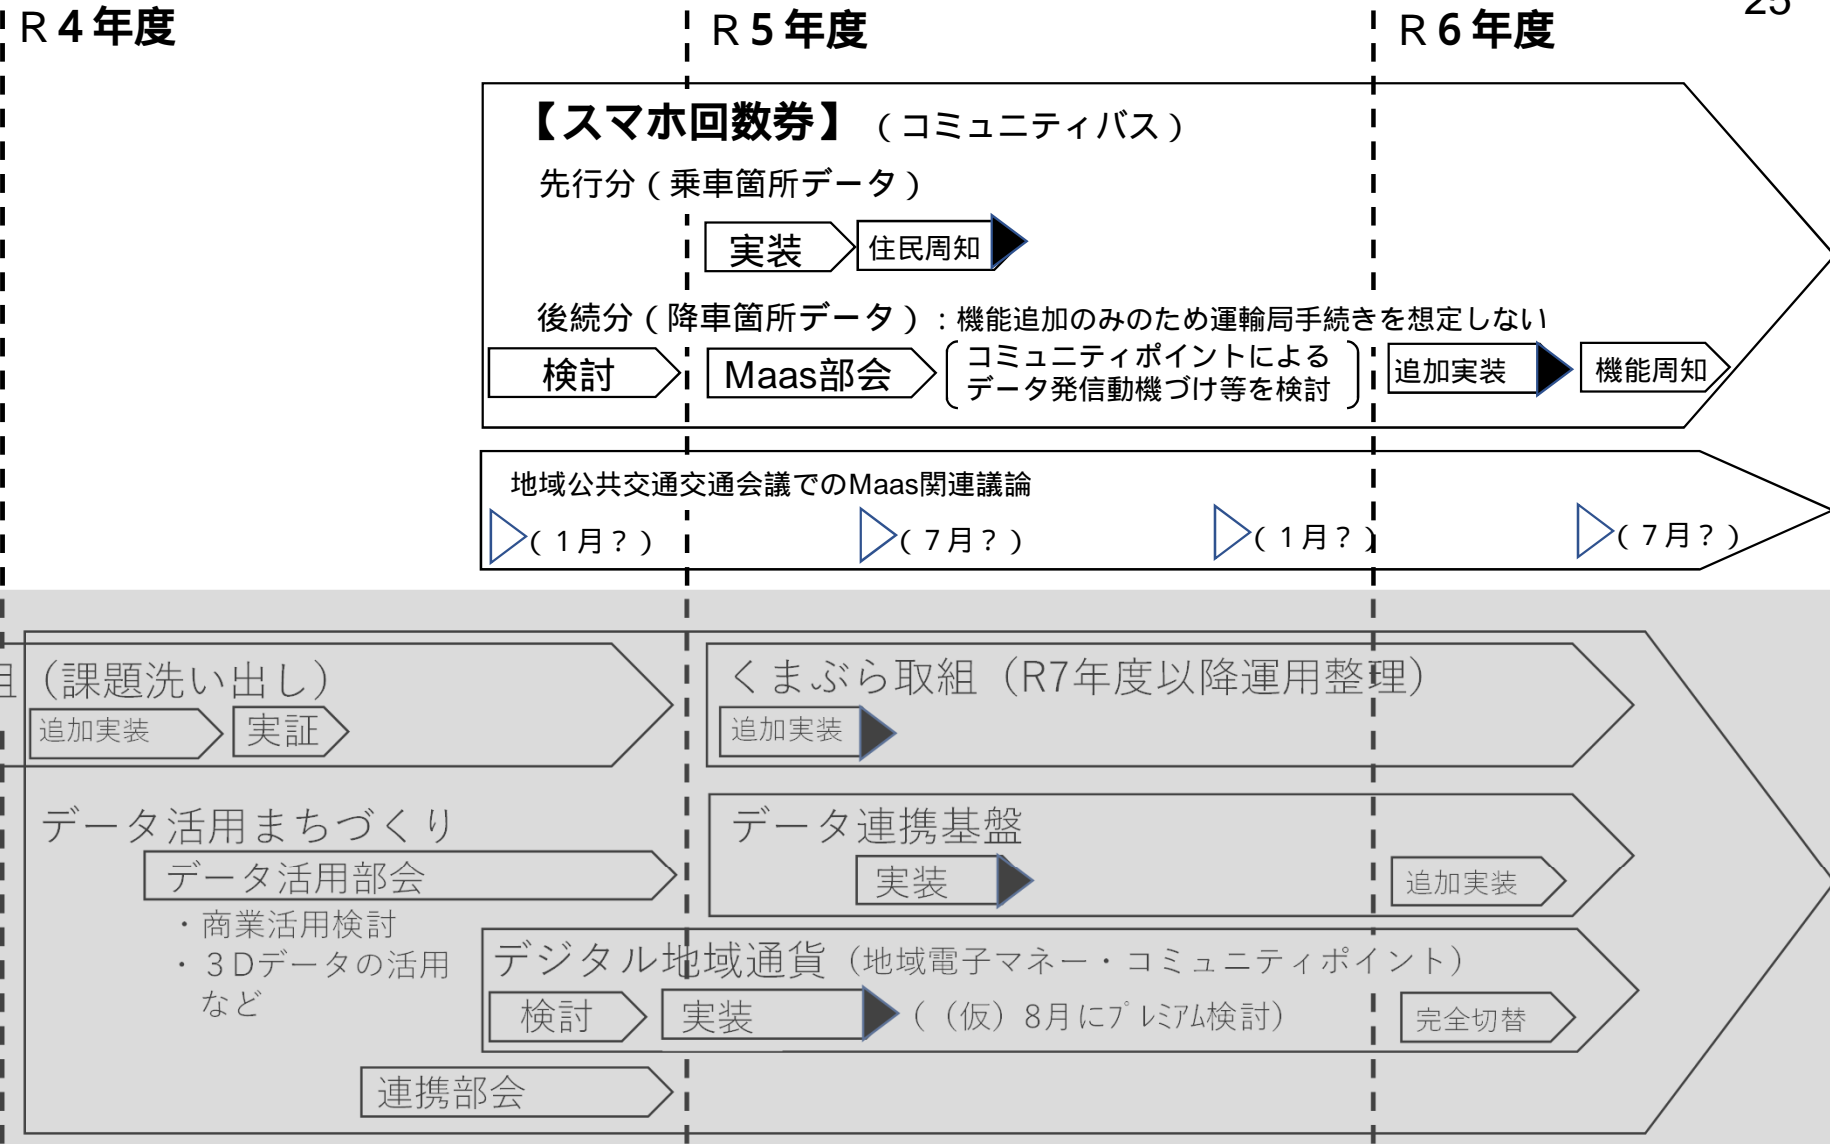 25
R４年度
R５年度
R６年度
【スマホ回数券】（コミュニティバス）
先行分（乗車箇所データ）
実装
住民周知
後続分（降車箇所データ）：機能追加のみのため運輸局手続きを想定しない
検討
Maas部会
コミュニティポイントによる
データ発信動機づけ等を検討
追加実装
機能周知
地域公共交通交通会議でのMaas関連議論
（１月？）
（７月？）
（１月？）
（７月？）
組（課題洗い出し）
追加実装
実証
くまぶら取組（R7年度以降運用整理）
追加実装
データ活用まちづくり
データ活用部会
・商業活用検討
・３Dデータの活用
など
データ連携基盤
実装
追加実装
デジタル地域通貨（地域電子マネー・コミュニティポイント）
検討
実装
（（仮）8月にﾌﾟﾚﾐｱﾑ検討）
完全切替
連携部会